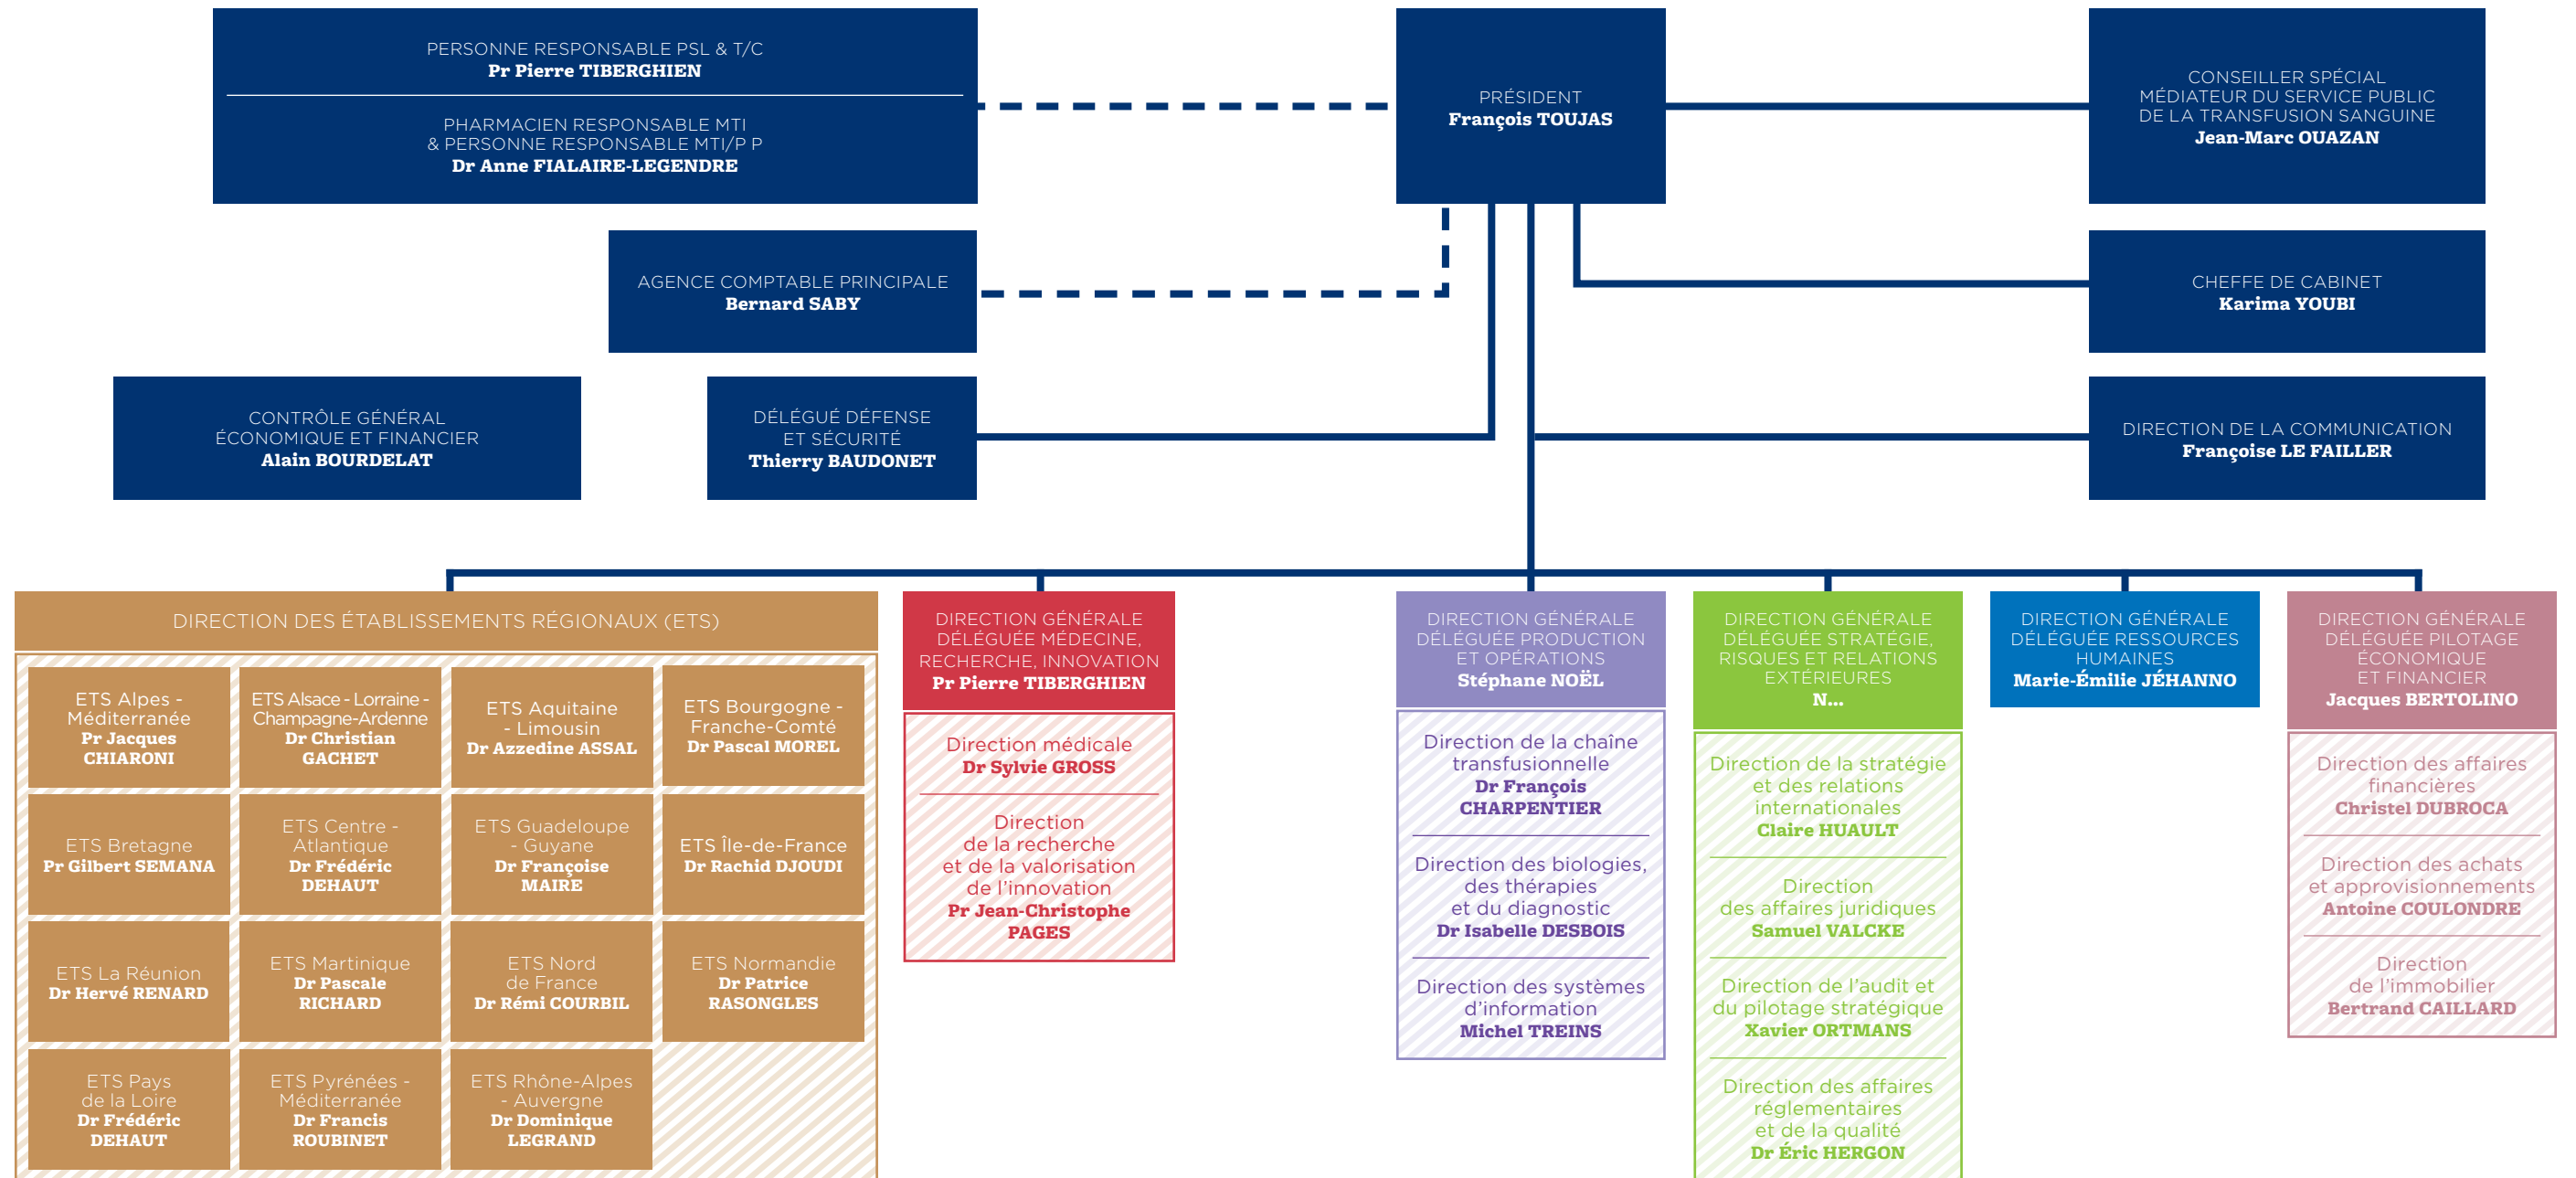 PERSONNE RESPONSABLE PSL & T/C
Pr Pierre TIBERGHIEN
PHARMACIEN RESPONSABLE MTI
& PERSONNE RESPONSABLE MTI/P P
Dr Anne FIALAIRE-LEGENDRE
PRÉSIDENT
François TOUJAS
CONSEILLER SPÉCIAL
MÉDIATEUR DU SERVICE PUBLIC
DE LA TRANSFUSION SANGUINE
Jean-Marc OUAZAN
AGENCE COMPTABLE PRINCIPALE
Bernard SABY
CHEFFE DE CABINET
Karima YOUBI
CONTRÔLE GÉNÉRAL
ÉCONOMIQUE ET FINANCIER
Alain BOURDELAT
DÉLÉGUÉ DÉFENSE
ET SÉCURITÉ
Thierry BAUDONET
DIRECTION DE LA COMMUNICATION
Françoise LE FAILLER
DIRECTION DES ÉTABLISSEMENTS RÉGIONAUX (ETS)
ETS Alpes -
Méditerranée
Pr Jacques
CHIARONI
ETS Alsace - Lorraine -
Champagne-Ardenne
Dr Christian
GACHET
ETS Aquitaine
- Limousin
Dr Azzedine ASSAL
ETS Bourgogne -
Franche-Comté
Dr Pascal MOREL
ETS Bretagne
Pr Gilbert SEMANA
ETS Centre -
Atlantique
Dr Frédéric
DEHAUT
ETS Guadeloupe
- Guyane
Dr Françoise
MAIRE
ETS Île-de-France
Dr Rachid DJOUDI
ETS La Réunion
Dr Hervé RENARD
ETS Martinique
Dr Pascale
RICHARD
ETS Nord
de France
Dr Rémi COURBIL
ETS Normandie
Dr Patrice
RASONGLES
ETS Pays
de la Loire
Dr Frédéric
DEHAUT
ETS Pyrénées -
Méditerranée
Dr Francis
ROUBINET
ETS Rhône-Alpes
- Auvergne
Dr Dominique
LEGRAND
DIRECTION GÉNÉRALE
DÉLÉGUÉE MÉDECINE,
RECHERCHE, INNOVATION
Pr Pierre TIBERGHIEN
Direction médicale
Dr Sylvie GROSS
Direction
de la recherche
et de la valorisation
de l'innovation
Pr Jean-Christophe
PAGES
DIRECTION GÉNÉRALE
DÉLÉGUÉE PRODUCTION
ET OPÉRATIONS
Stéphane NOËL
Direction de la chaîne
transfusionnelle
Dr François
CHARPENTIER
Direction des biologies,
des thérapies
et du diagnostic
Dr Isabelle DESBOIS
Direction des systèmes
d'information
Michel TREINS
DIRECTION GÉNÉRALE
DÉLÉGUÉE STRATÉGIE,
RISQUES ET RELATIONS
EXTÉRIEURES
N...
Direction de la stratégie
et des relations
internationales
Claire HUAULT
Direction
des affaires juridiques
Samuel VALCKE
Direction de l'audit et
du pilotage stratégique
Xavier ORTMANS
Direction des affaires
réglementaires
et de la qualité
Dr Éric HERGON
DIRECTION GÉNÉRALE
DÉLÉGUÉE RESSOURCES
HUMAINES
Marie-Émilie JÉHANNO
DIRECTION GÉNÉRALE
DÉLÉGUÉE PILOTAGE
ÉCONOMIQUE
ET FINANCIER
Jacques BERTOLINO
Direction des affaires
financières
Christel DUBROCA
Direction des achats
et approvisionnements
Antoine COULONDRE
Direction
de l'immobilier
Bertrand CAILLARD